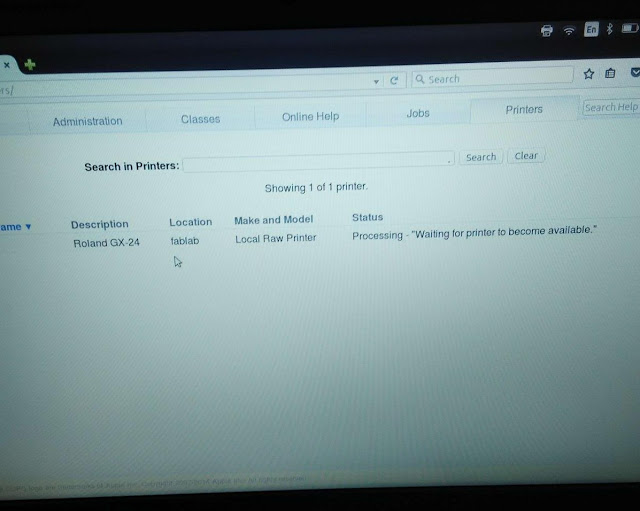 En
rs/
Search
Administration Classes Online Help Jobs Printers Search Help
Search in Printers: Search Clear
Showing 1 of 1 printer.
ame ▼ Description Location Make and Model Status
Roland GX-24 fablab Local Raw Printer Processing - "Waiting for printer to become available."